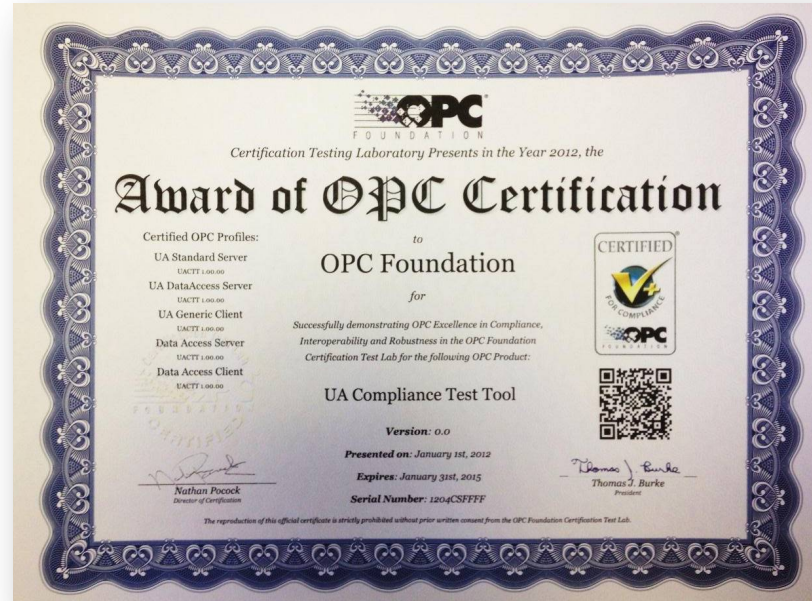 OPC
FOUNDATION
Certification Testing Laboratory Presents in the Year 2012, the
Award of OPC Certification
Certified OPC Profiles:
UA Standard Server
UACTT 1.00.00
UA DataAccess Server
UACTT 1.00.00
UA Generic Client
UACTT 1.00.00
Data Access Server
UACTT 1.00.00
Data Access Client
UACTT 1.00.00
to
OPC Foundation
for
Successfully demonstrating OPC Excellence in Compliance,
Interoperability and Robustness in the OPC Foundation
Certification Test Lab for the following OPC Product:
UA Compliance Test Tool
Version: 0.0
Presented on: January 1st, 2012
Expires: January 31st, 2015
Serial Number: 1204CSFFFF
CERTIFIED
V+
FOR COMPLIANCE
OPC
FOUNDATION
Nathan Pocock
Director of Certification
Thomas J. Burke
Thomas J. Burke
President
The reproduction of this official certificate is strictly prohibited without prior written consent from the OPC Foundation Certification Test Lab.